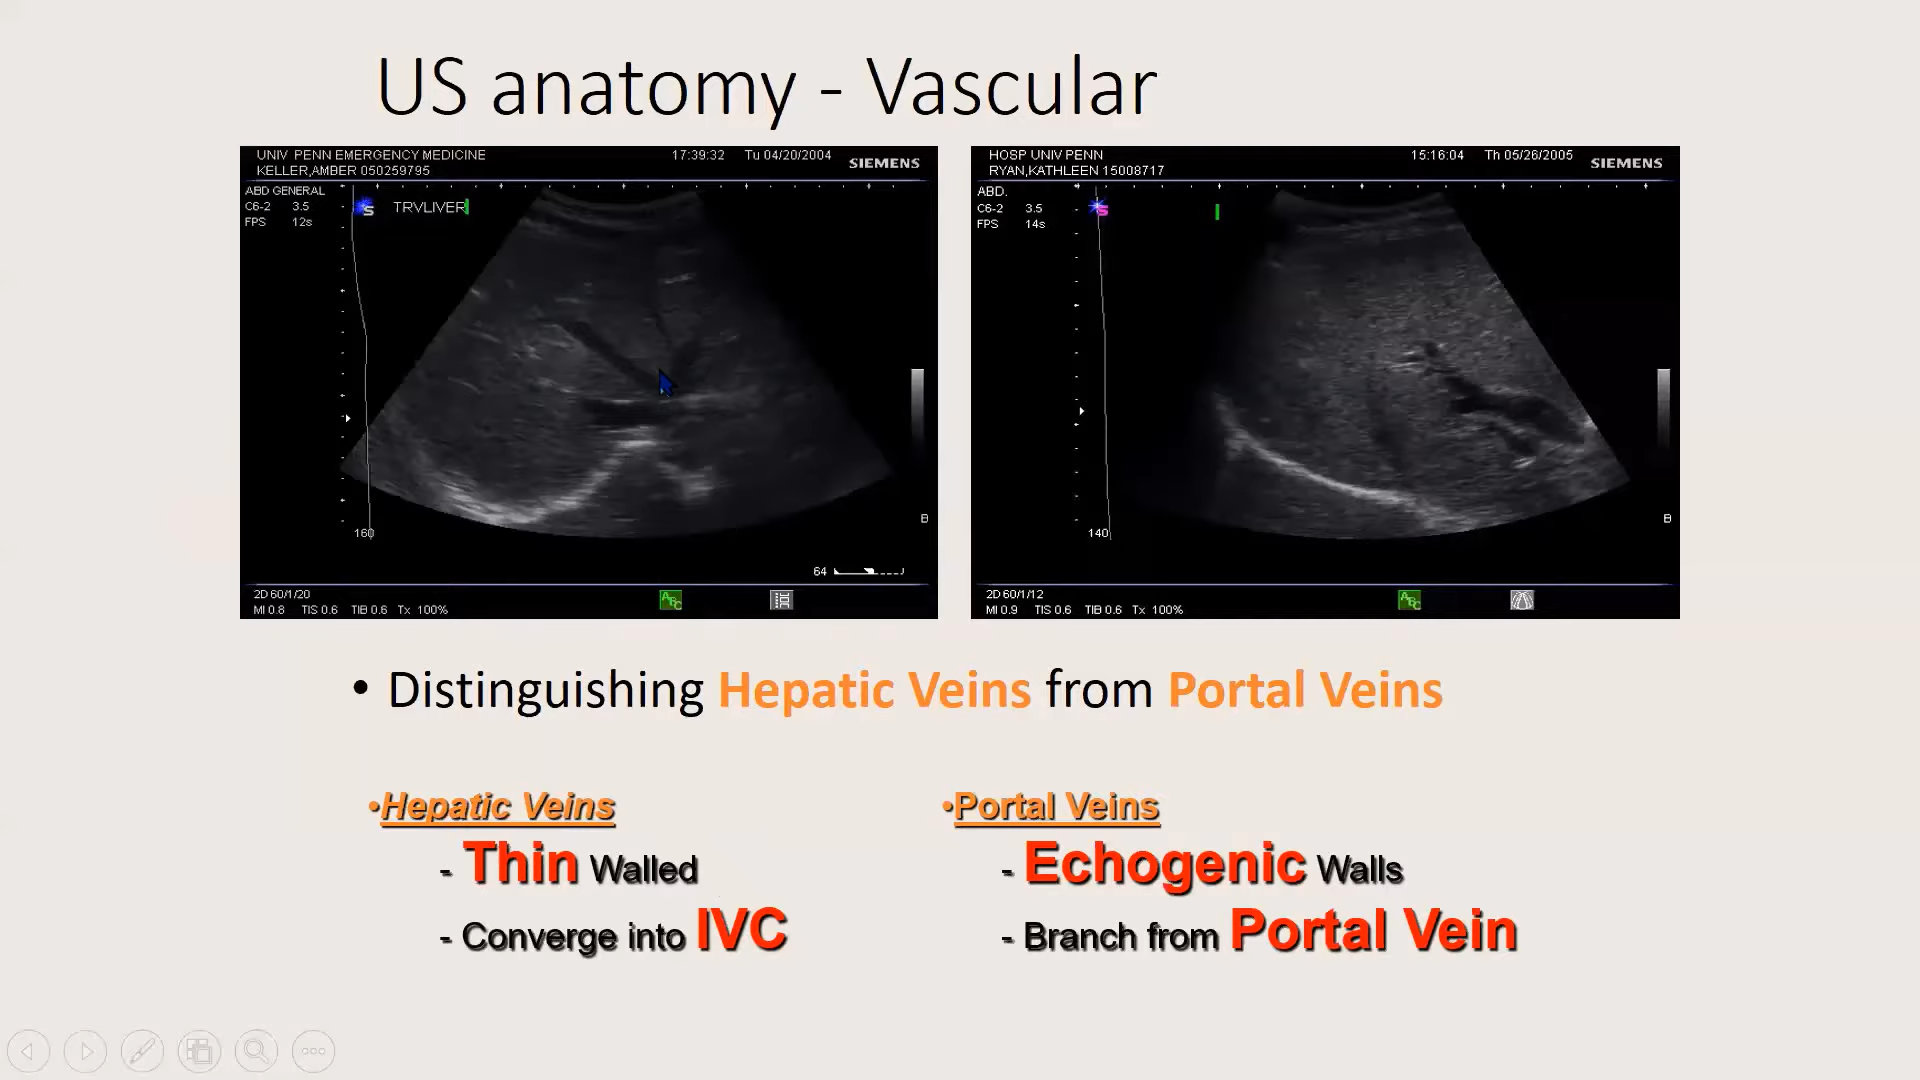 US anatomy - Vascular
UNIV PENN EMERGENCY MEDICINE 17:39:32 Tu 04/20/2004 SIEMENS
KELLER,AMBER 050259795
ABD GENERAL
C6-2 3.5 S TRVLIVER
FPS 12s
160
B
64
2D 60/1/20
MI 0.8 TIS 0.6 TIB 0.6 Tx 100%
ABC
HOSP UNIV PENN 15:16:04 Th 05/26/2005 SIEMENS
RYAN,KATHLEEN 15008717
ABD.
C6-2 3.5 S
FPS 14s
140
B
2D 60/1/12
MI 0.9 TIS 0.6 TIB 0.6 Tx 100%
ABC
• Distinguishing Hepatic Veins from Portal Veins
•Hepatic Veins
- Thin Walled
- Converge into IVC
•Portal Veins
- Echogenic Walls
- Branch from Portal Vein